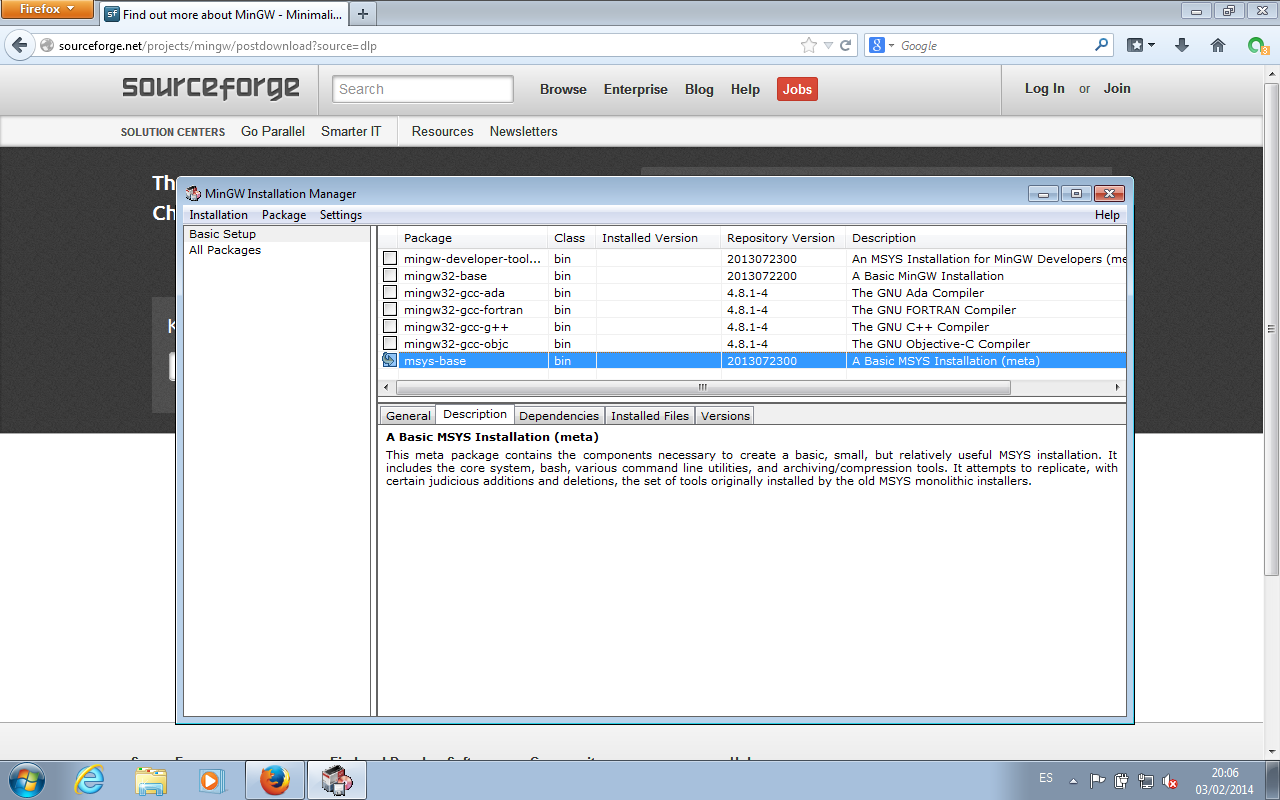 Firefox
Find out more about MinGW - Minimali...
sourceforge.net/projects/mingw/postdownload?source=dlp
Google
8
3
sourceforge
Search
Browse Enterprise Blog Help Jobs
Log In or Join
SOLUTION CENTERS Go Parallel Smarter IT Resources Newsletters
Th
Ch
K
MinGW Installation Manager
Installation Package Settings Help
Basic Setup
All Packages
Package Class Installed Version Repository Version Description
mingw-developer-tool... bin 2013072300 An MSYS Installation for MinGW Developers (me
mingw32-base bin 2013072200 A Basic MinGW Installation
mingw32-gcc-ada bin 4.8.1-4 The GNU Ada Compiler
mingw32-gcc-fortran bin 4.8.1-4 The GNU FORTRAN Compiler
mingw32-gcc-g++ bin 4.8.1-4 The GNU C++ Compiler
mingw32-gcc-objc bin 4.8.1-4 The GNU Objective-C Compiler
msys-base bin 2013072300 A Basic MSYS Installation (meta)
General Description Dependencies Installed Files Versions
A Basic MSYS Installation (meta)
This meta package contains the components necessary to create a basic, small, but relatively useful MSYS installation. It
includes the core system, bash, various command line utilities, and archiving/compression tools. It attempts to replicate, with
certain judicious additions and deletions, the set of tools originally installed by the old MSYS monolithic installers.
ES
20:06
03/02/2014